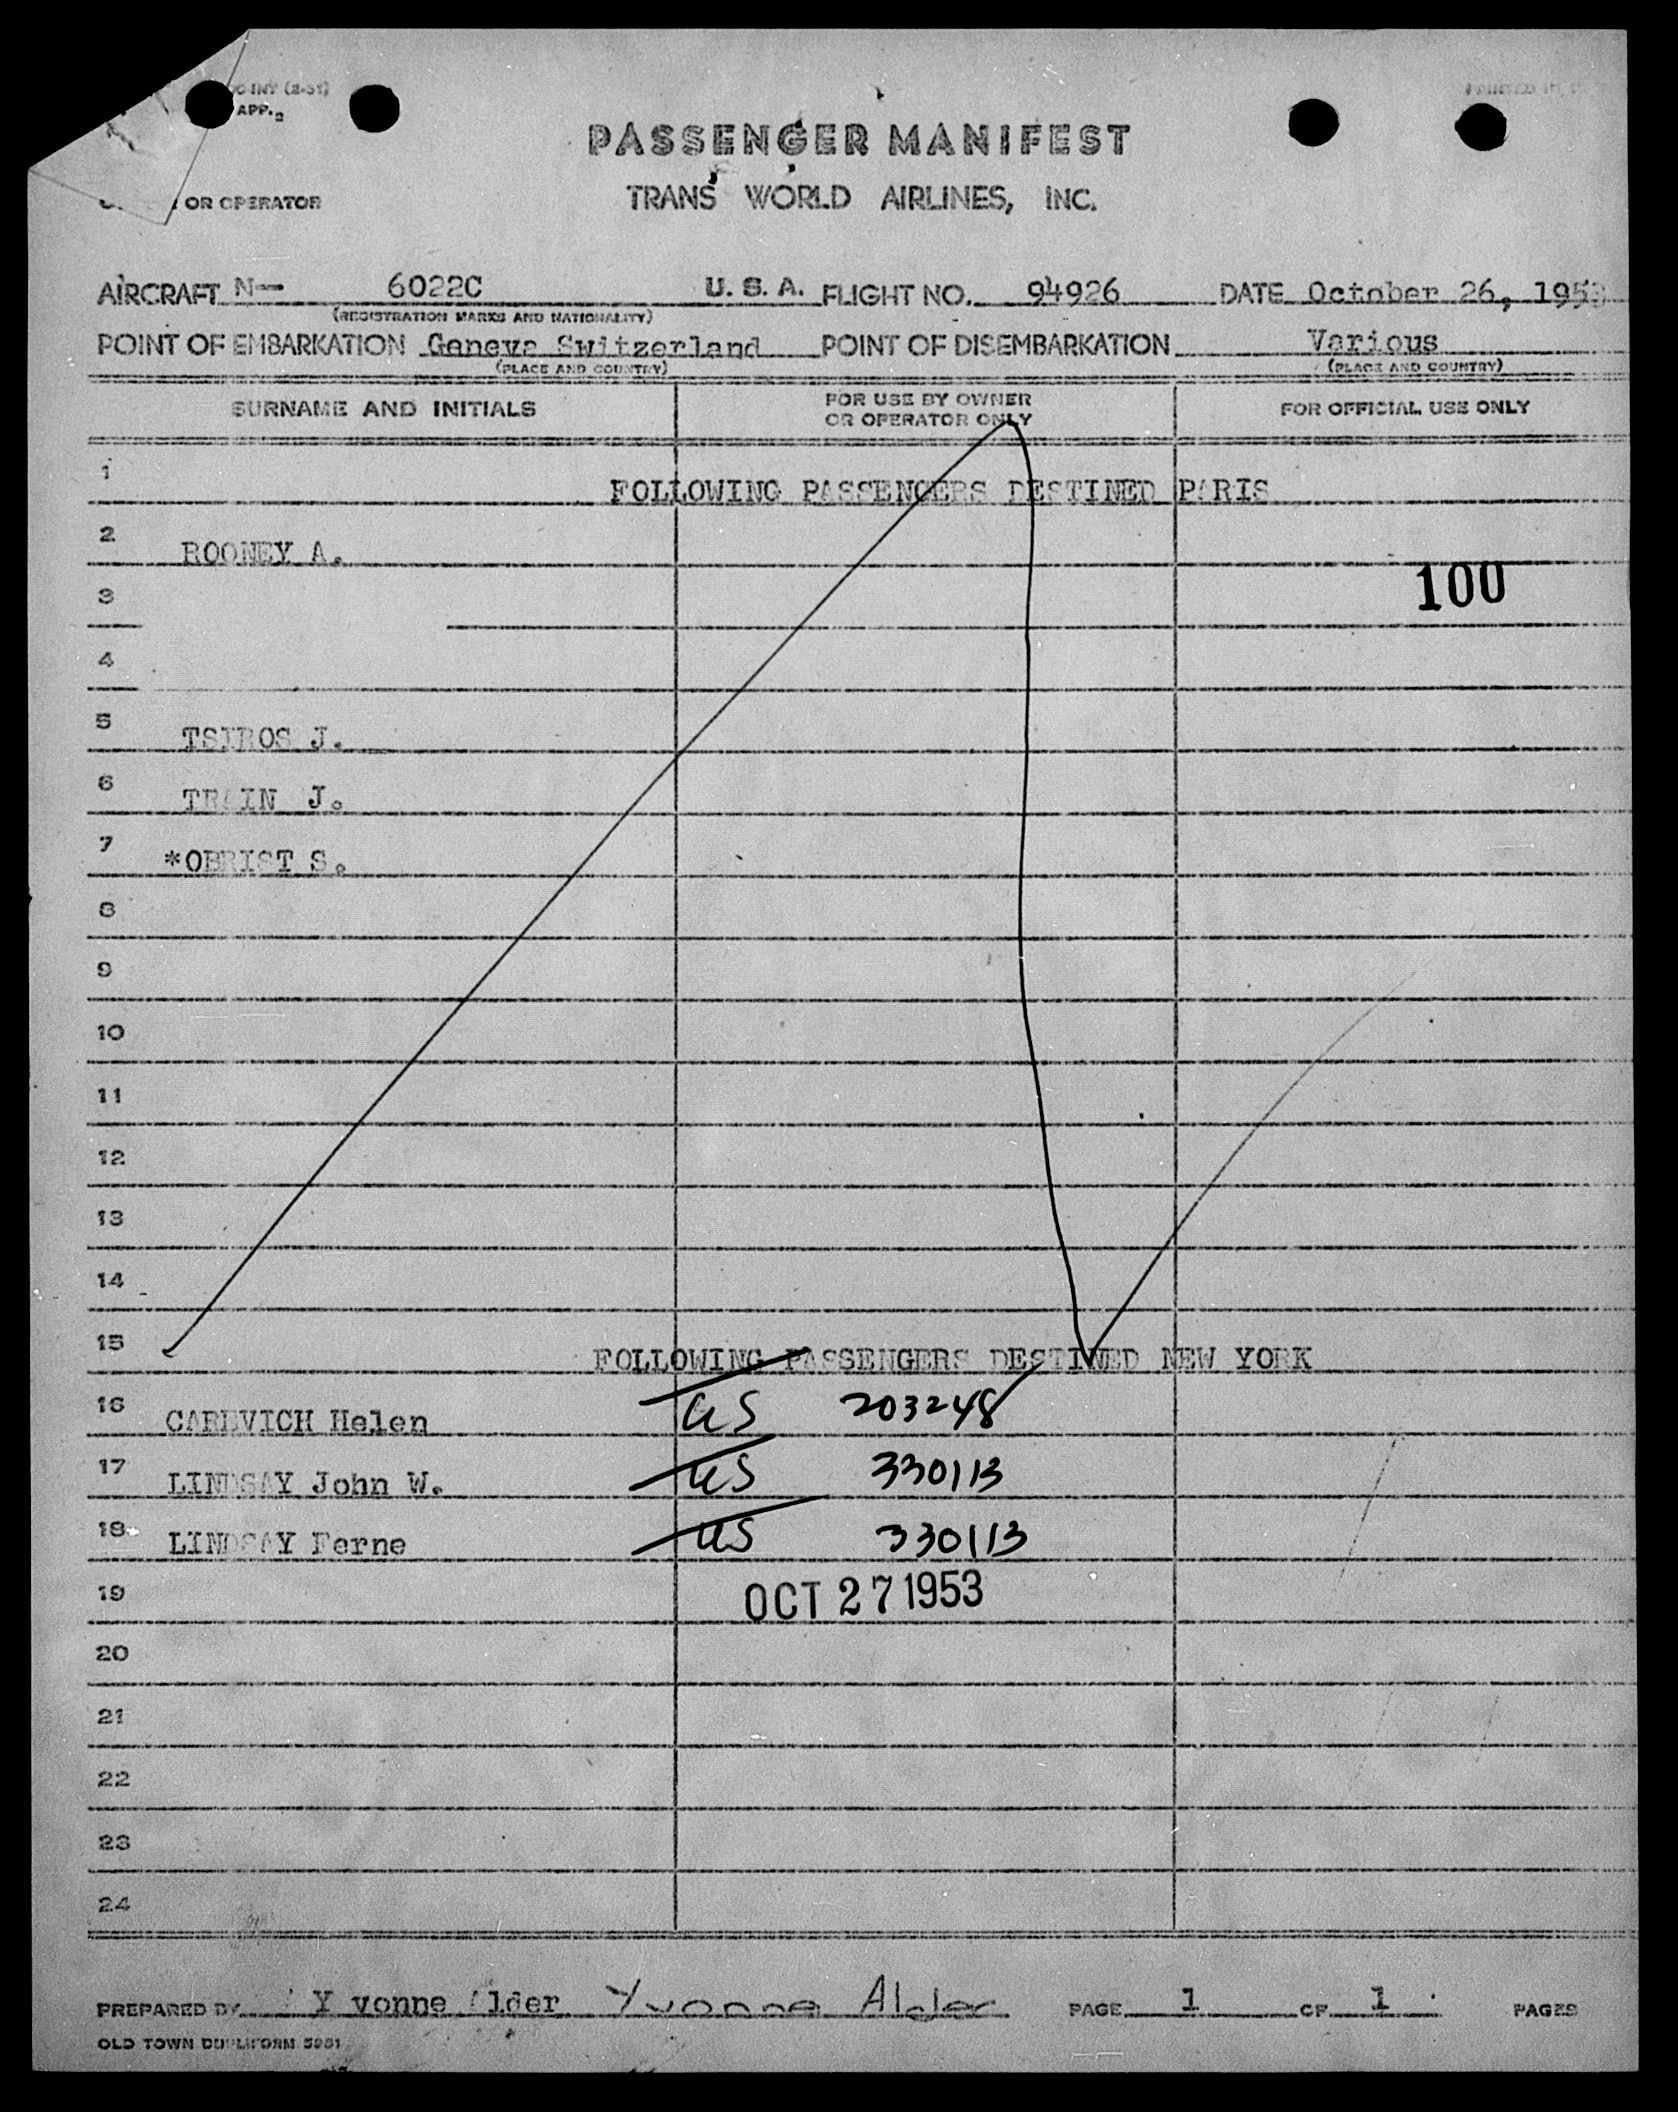 (2-51)
APP. 2
PASSENGER MANIFEST
OR OPERATOR
TRANS WORLD AIRLINES, INC.
AIRCRAFT N- 6022C U. S. A. FLIGHT NO. 94926 DATE October 26, 1953
(REGISTRATION MARKS AND NATIONALITY)
POINT OF EMBARKATION Geneva Switzerland POINT OF DISEMBARKATION Various
(PLACE AND COUNTRY) (PLACE AND COUNTRY)
SURNAME AND INITIALS FOR USE BY OWNER OR OPERATOR ONLY FOR OFFICIAL USE ONLY
1 FOLLOWING PASSENGERS DESTINED PARIS
2 ROONEY A.
3 100
4
5 TSIROS J.
6 TRAIN J.
7 *OBRIST S.
8
9
10
11
12
13
14
15 FOLLOWING PASSENGERS DESTINED NEW YORK
16 CAREVICH Helen US 203248
17 LINDSAY John W. US 330113
18 LINDSAY Ferne US 330113
19 OCT 27 1953
20
21
22
23
24
PREPARED BY Y vonne Alder Yvonne Alder PAGE 1 OF 1 PAGES
OLD TOWN DUPLIFORM 5981